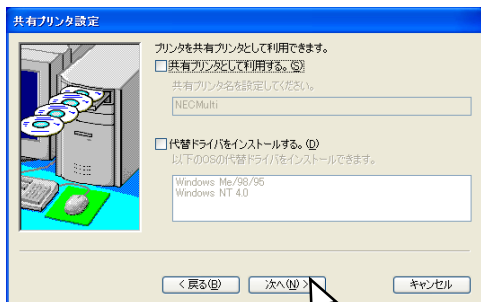 共有プリンタ設定
プリンタを共有プリンタとして利用できます。
共有プリンタとして利用する。(S)
共有プリンタ名を設定してください。
NECMulti
代替ドライバをインストールする。(D)
以下のOSの代替ドライバをインストールできます。
Windows Me/98/95
Windows NT 4.0
< 戻る(B)
次へ(N) >
キャンセル